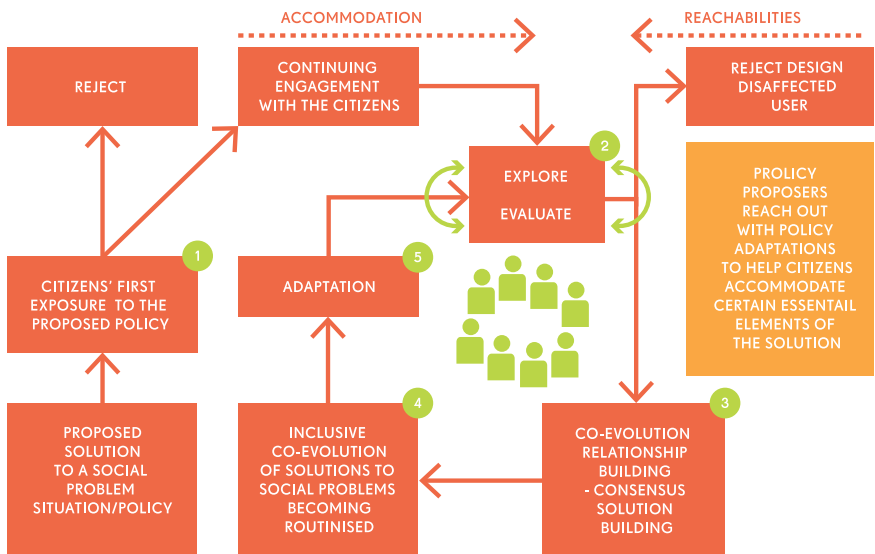 ACCOMMODATION
REACHABILITIES
REJECT
CONTINUING
ENGAGEMENT
WITH THE CITIZENS
REJECT DESIGN
DISAFFECTED
USER
2
EXPLORE
EVALUATE
PROLICY
PROPOSERS
REACH OUT
WITH POLICY
ADAPTATIONS
TO HELP CITIZENS
ACCOMMODATE
CERTAIN ESSENTAIL
ELEMENTS OF
THE SOLUTION
1
CITIZENS' FIRST
EXPOSURE TO THE
PROPOSED POLICY
5
ADAPTATION
PROPOSED
SOLUTION
TO A SOCIAL
PROBLEM
SITUATION/POLICY
4
INCLUSIVE
CO-EVOLUTION
OF SOLUTIONS TO
SOCIAL PROBLEMS
BECOMING
ROUTINISED
3
CO-EVOLUTION
RELATIONSHIP
BUILDING
- CONSENSUS
SOLUTION
BUILDING